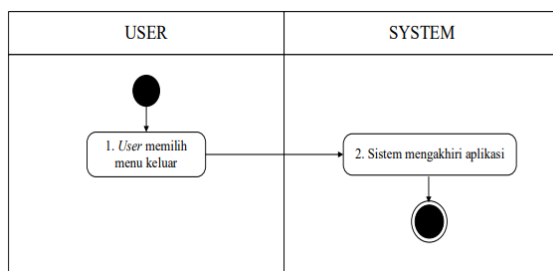 USER
SYSTEM
1. User memilih
menu keluar
2. Sistem mengakhiri aplikasi